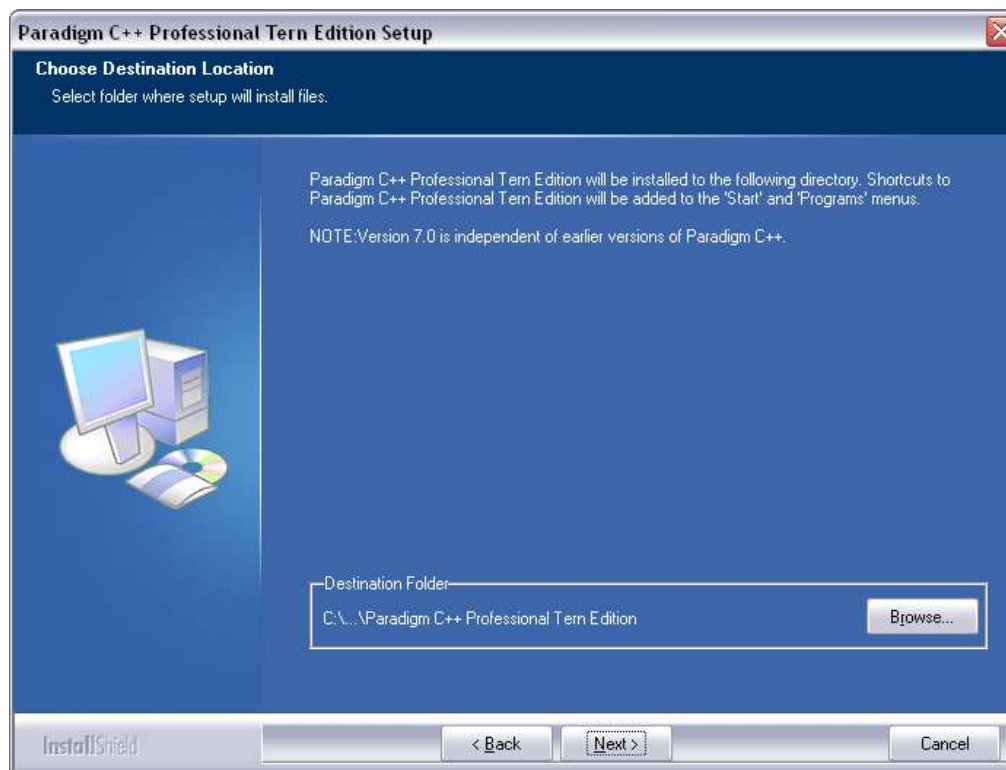 Paradigm C++ Professional Tern Edition Setup
Choose Destination Location
Select folder where setup will install files.
Paradigm C++ Professional Tern Edition will be installed to the following directory. Shortcuts to
Paradigm C++ Professional Tern Edition will be added to the 'Start' and 'Programs' menus.
NOTE:Version 7.0 is independent of earlier versions of Paradigm C++.
Destination Folder
C:\...\Paradigm C++ Professional Tern Edition
Browse...
InstallShield
< Back
Next >
Cancel